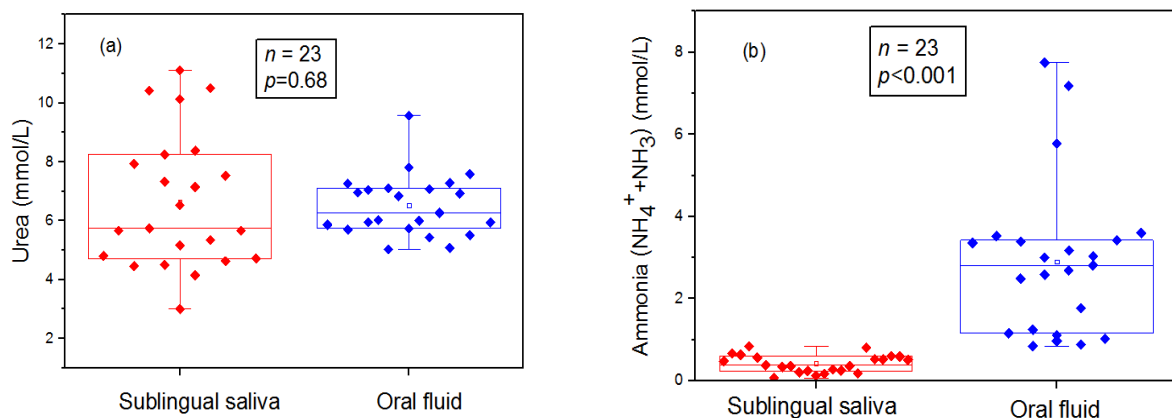 (a)
n = 23
p=0.68
Urea (mmol/L)
12
10
8
6
4
2
Sublingual saliva
Oral fluid
(b)
n = 23
p<0.001
Ammonia (NH₄⁺+NH₃) (mmol/L)
8
6
4
2
0
Sublingual saliva
Oral fluid